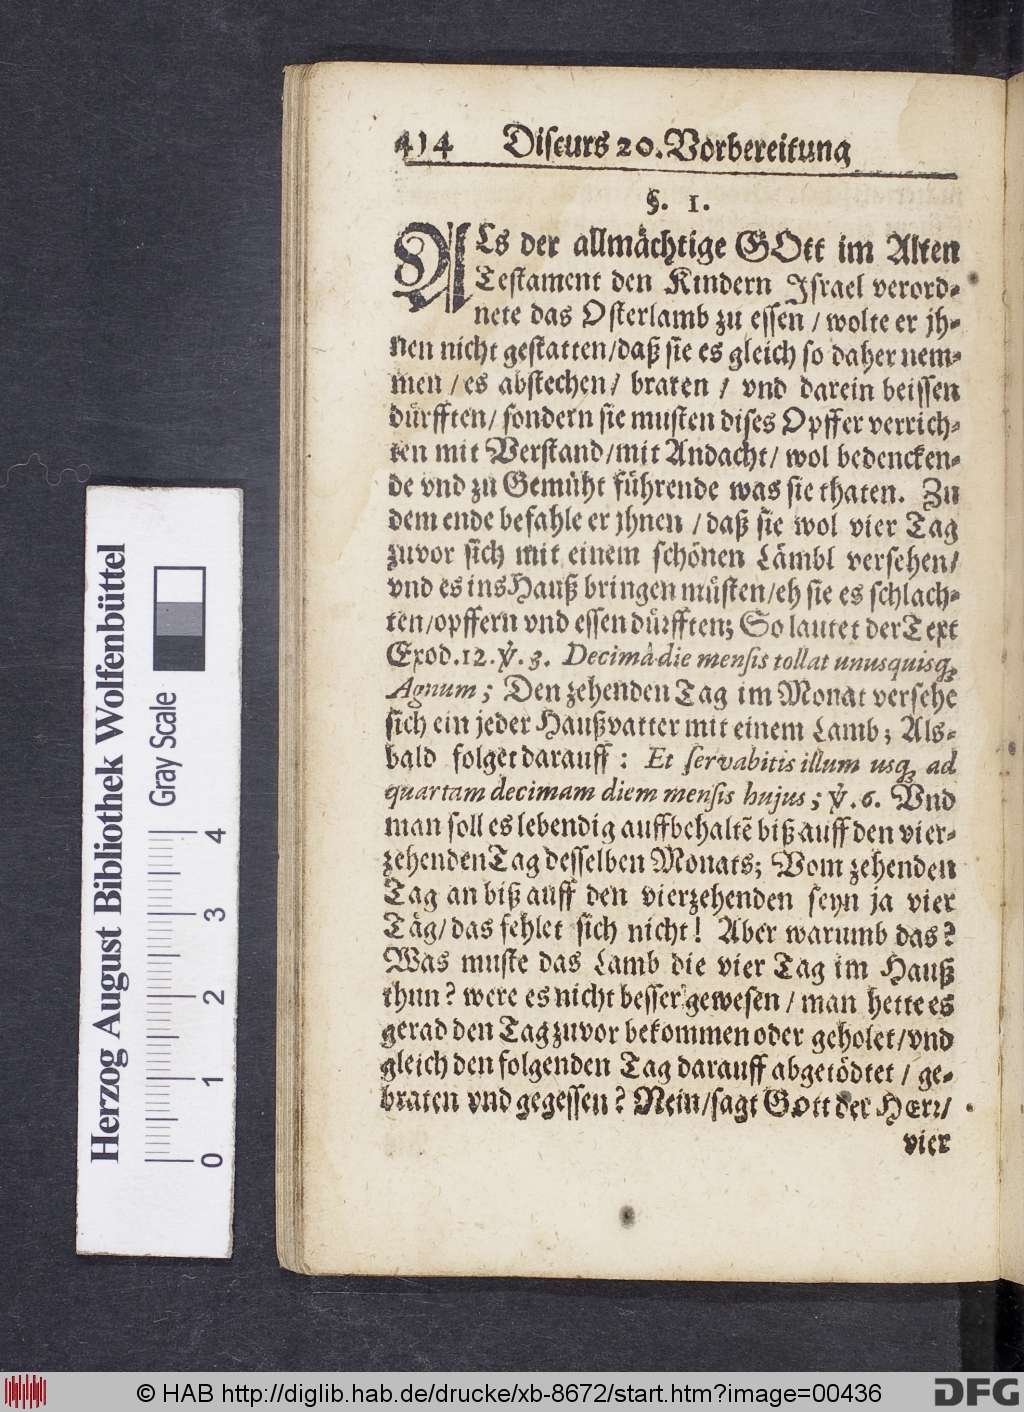 414 Discurs 20. Vorbereitung
§. 1.
ALs der allmächtige GOtt im Alten
Testament den Kindern Israel verord-
nete das Osterlamb zu essen / wolte er jh-
nen nicht gestatten / daß sie es gleich so daher nem-
men / es abstechen / braten / vnd darein beissen
dürfften / sondern sie musten dises Opffer verrich-
ten mit Verstand / mit Andacht / wol bedencken-
de vnd zu Gemüht führende was sie thaten. Zu
dem ende befahle er jhnen / daß sie wol vier Tag
zuvor sich mit einem schönen Lämbl versehen /
vnd es ins Hauß bringen müsten / eh sie es schlach-
ten / opffern vnd essen dürfften; So lautet der Text
Exod. 12. ℣. 3. Decima die mensis tollat unusquisq;
Agnum; Den zehenden Tag im Monat versehe
sich ein jeder Haußvatter mit einem Lamb; Als-
bald folget darauff: Et servabitis illum usq; ad
quartam decimam diem mensis hujus; ℣. 6. Vnd
man soll es lebendig auffbehaltẽ biß auff den vier-
zehenden Tag desselben Monats; Vom zehenden
Tag an biß auff den vierzehenden seyn ja vier
Täg / das fehlet sich nicht! Aber warumb das?
Was muste das Lamb die vier Tag im Hauß
thun? were es nicht besser gewesen / man hette es
gerad den Tag zuvor bekommen oder geholet / vnd
gleich den folgenden Tag darauff abgetödtet / ge-
braten vnd gegessen? Nein / sagt Gott der HErr /
vier
Herzog August Bibliothek Wolfenbüttel
Gray Scale
0 1 2 3 4
© HAB http://diglib.hab.de/drucke/xb-8672/start.htm?image=00436
DFG